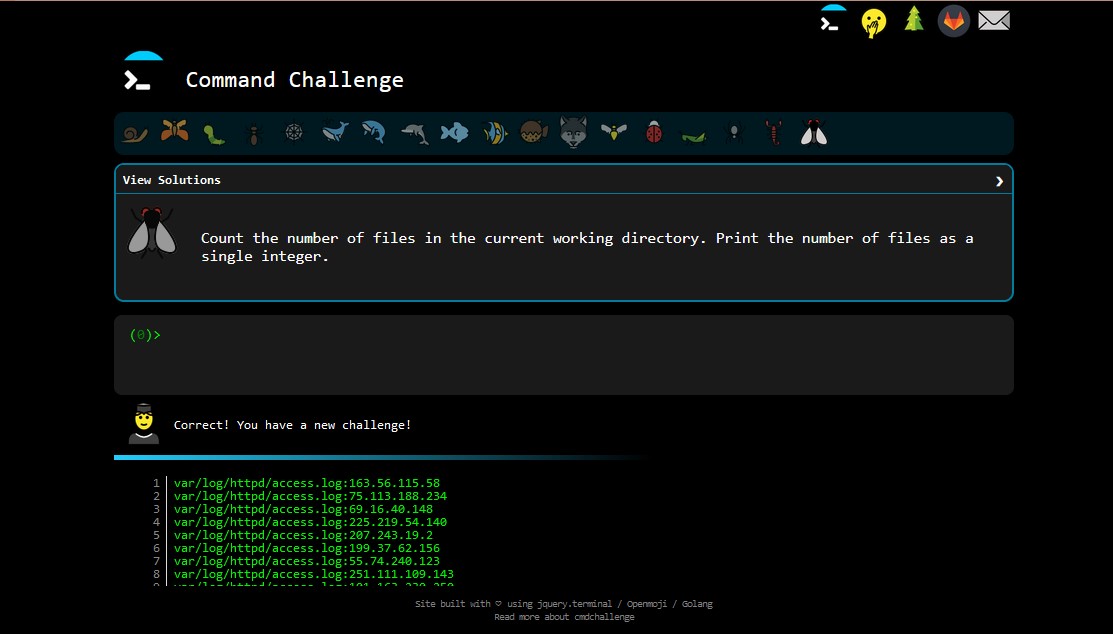 Command Challenge
View Solutions
Count the number of files in the current working directory. Print the number of files as a
single integer.
(0)>
Correct! You have a new challenge!
1 var/log/httpd/access.log:163.56.115.58
2 var/log/httpd/access.log:75.113.188.234
3 var/log/httpd/access.log:69.16.40.148
4 var/log/httpd/access.log:225.219.54.140
5 var/log/httpd/access.log:207.243.19.2
6 var/log/httpd/access.log:199.37.62.156
7 var/log/httpd/access.log:55.74.240.123
8 var/log/httpd/access.log:251.111.109.143
Site built with ♡ using jquery.terminal / Openmoji / Golang
Read more about cmdchallenge